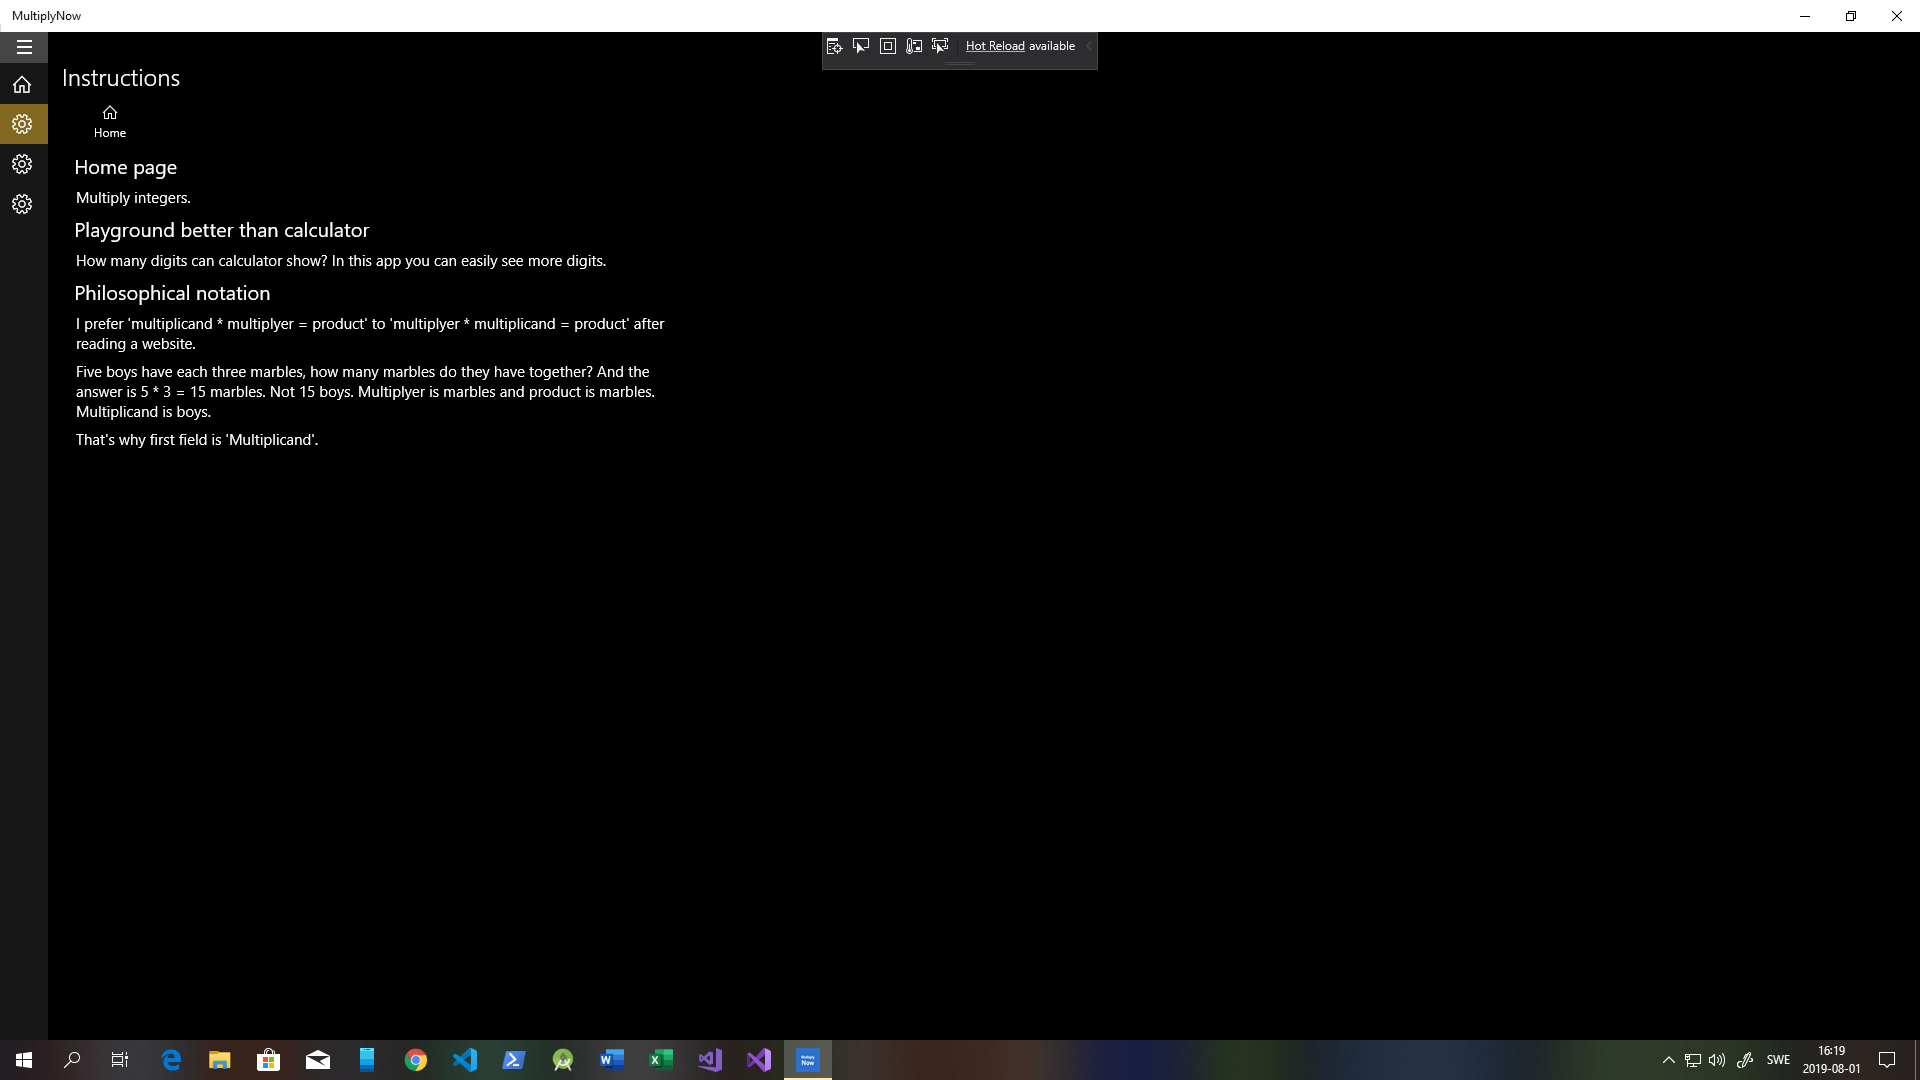 MultiplyNow
Hot Reload available
Instructions
Home
Home page
Multiply integers.
Playground better than calculator
How many digits can calculator show? In this app you can easily see more digits.
Philosophical notation
I prefer 'multiplicand * multiplyer = product' to 'multiplyer * multiplicand = product' after
reading a website.
Five boys have each three marbles, how many marbles do they have together? And the
answer is 5 * 3 = 15 marbles. Not 15 boys. Multiplyer is marbles and product is marbles.
Multiplicand is boys.
That's why first field is 'Multiplicand'.
Multiply
Now
SWE
16:19
2019-08-01